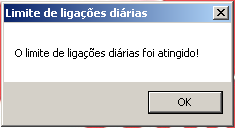 Limite de ligações diárias
O limite de ligações diárias foi atingido!
OK